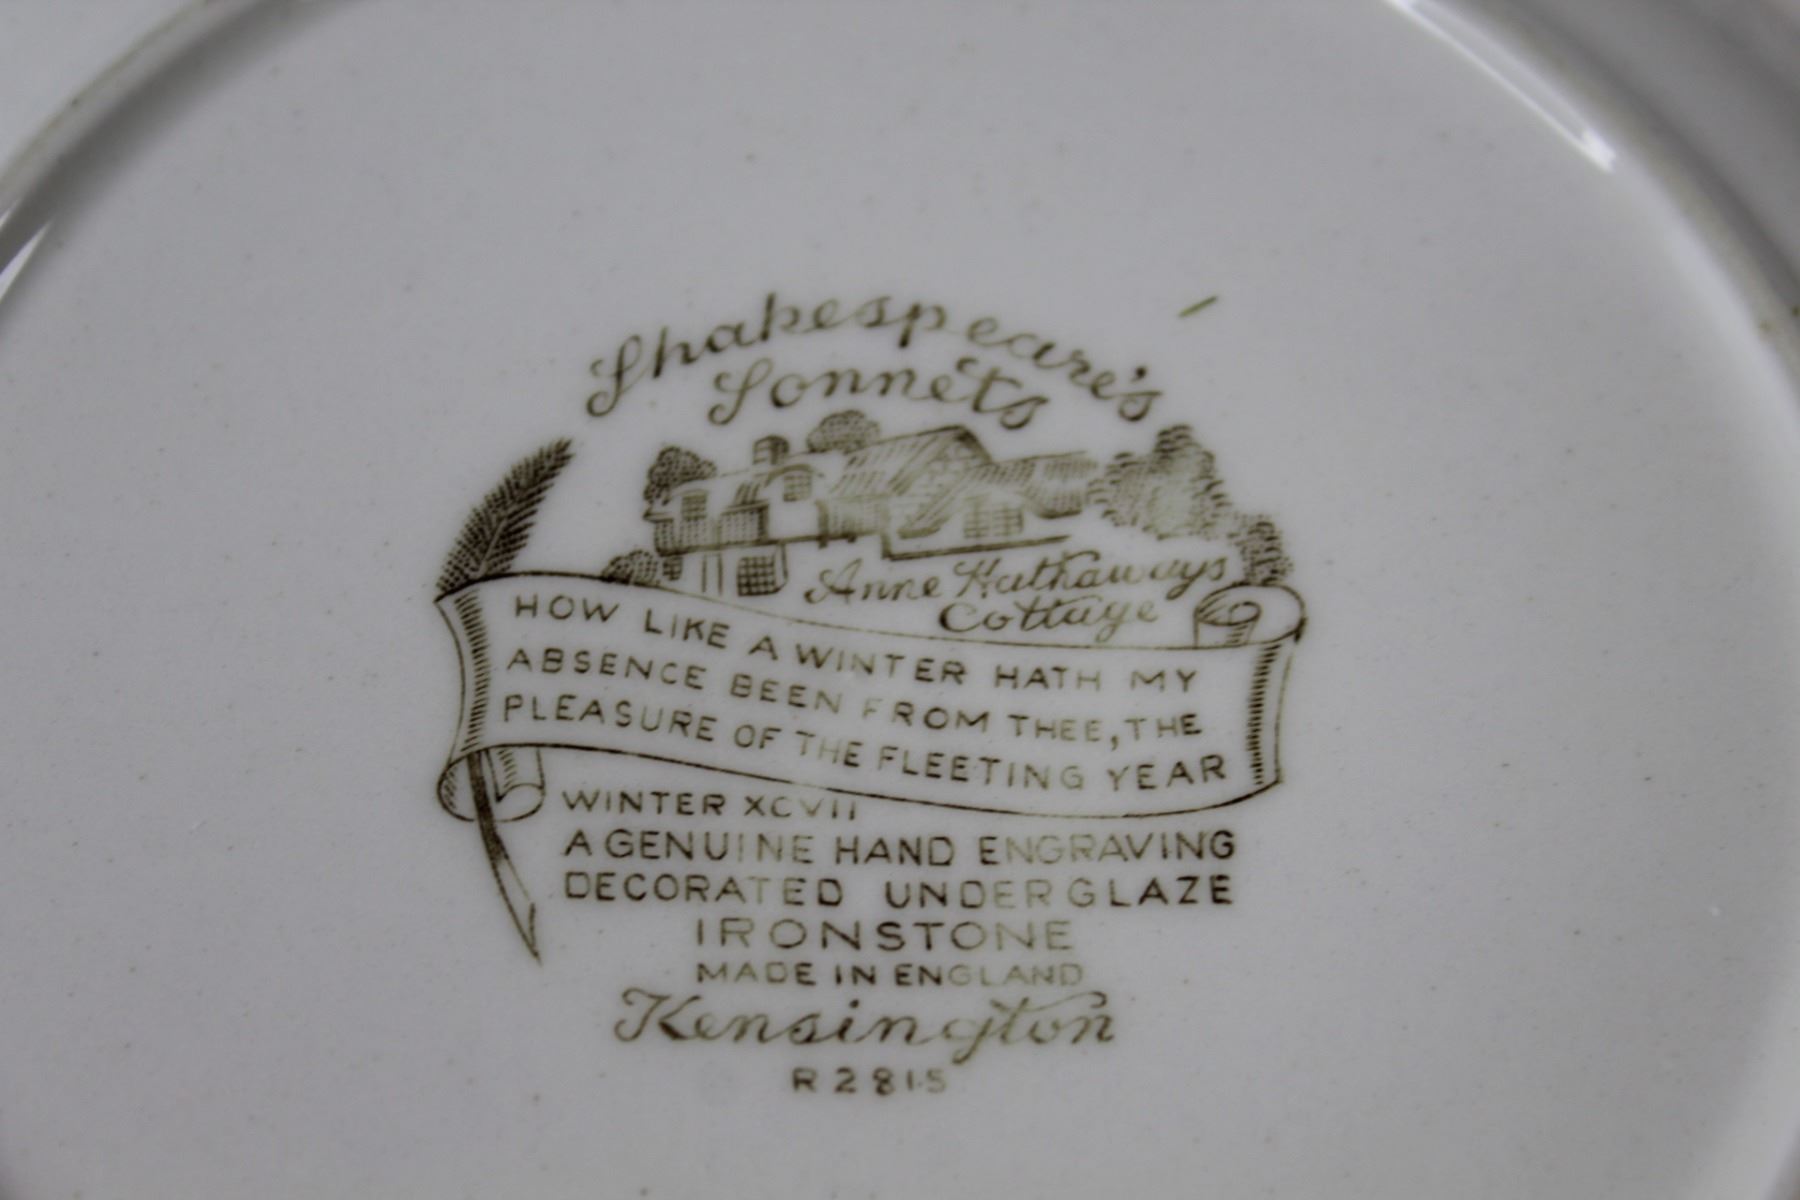 Shakespeare's
Sonnets
Anne Hathaways
Cottage
HOW LIKE A WINTER HATH MY
ABSENCE BEEN FROM THEE, THE
PLEASURE OF THE FLEETING YEAR
WINTER XCVII
A GENUINE HAND ENGRAVING
DECORATED UNDERGLAZE
IRONSTONE
MADE IN ENGLAND
Kensington
R 2815